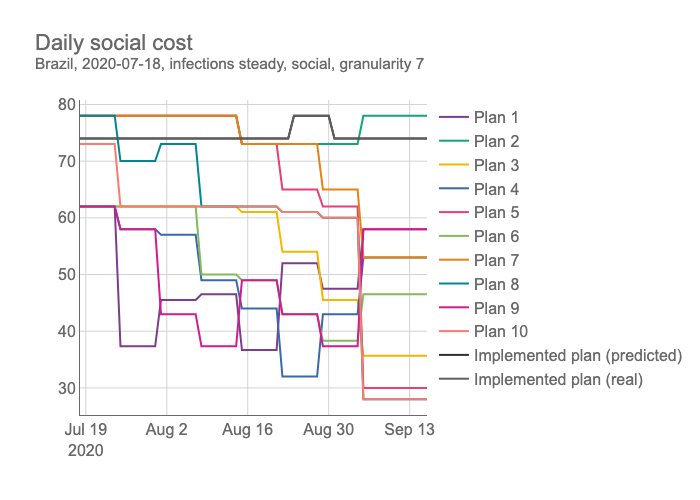 Daily social cost
Brazil, 2020-07-18, infections steady, social, granularity 7
80
70
60
50
40
30
Jul 19
2020
Aug 2
Aug 16
Aug 30
Sep 13
Plan 1
Plan 2
Plan 3
Plan 4
Plan 5
Plan 6
Plan 7
Plan 8
Plan 9
Plan 10
Implemented plan (predicted)
Implemented plan (real)